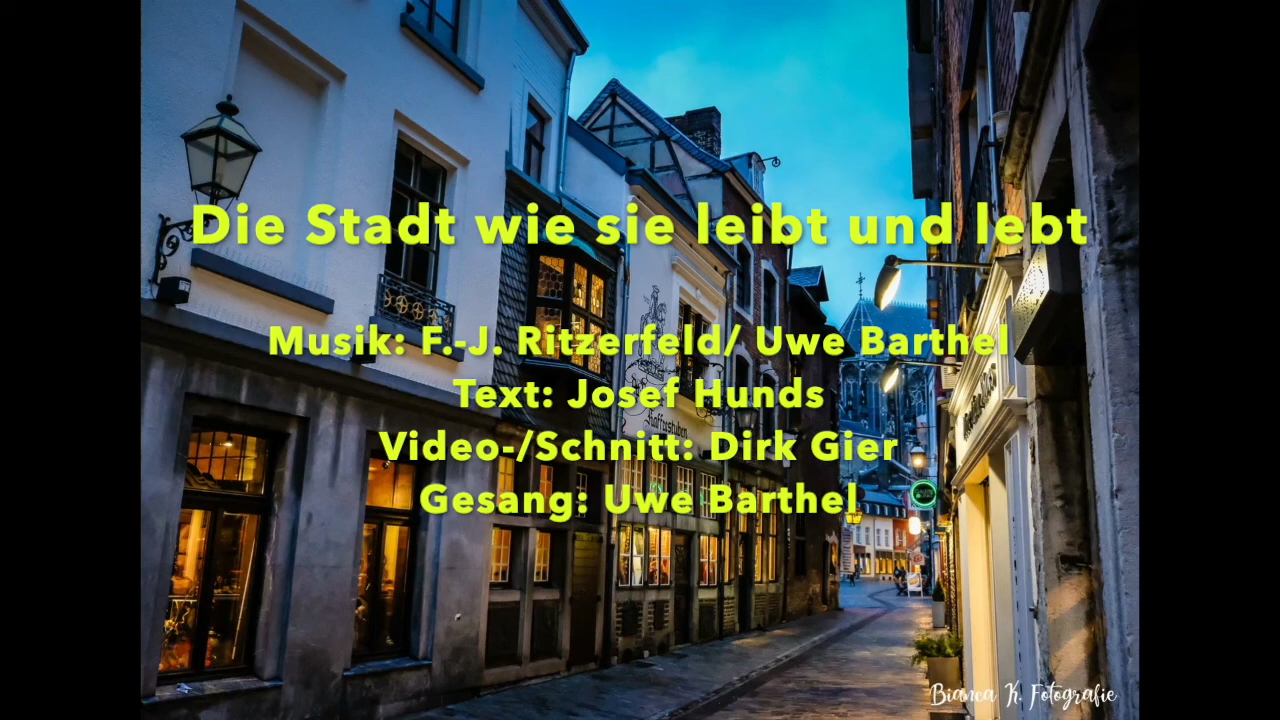 Die Stadt wie sie leibt und lebt
Musik: F.-J. Ritzerfeld/ Uwe Barthel
Text: Josef Hunds
Kaffeestuben
Video-/Schnitt: Dirk Gier
Gesang: Uwe Barthel
Bianca K. Fotografie